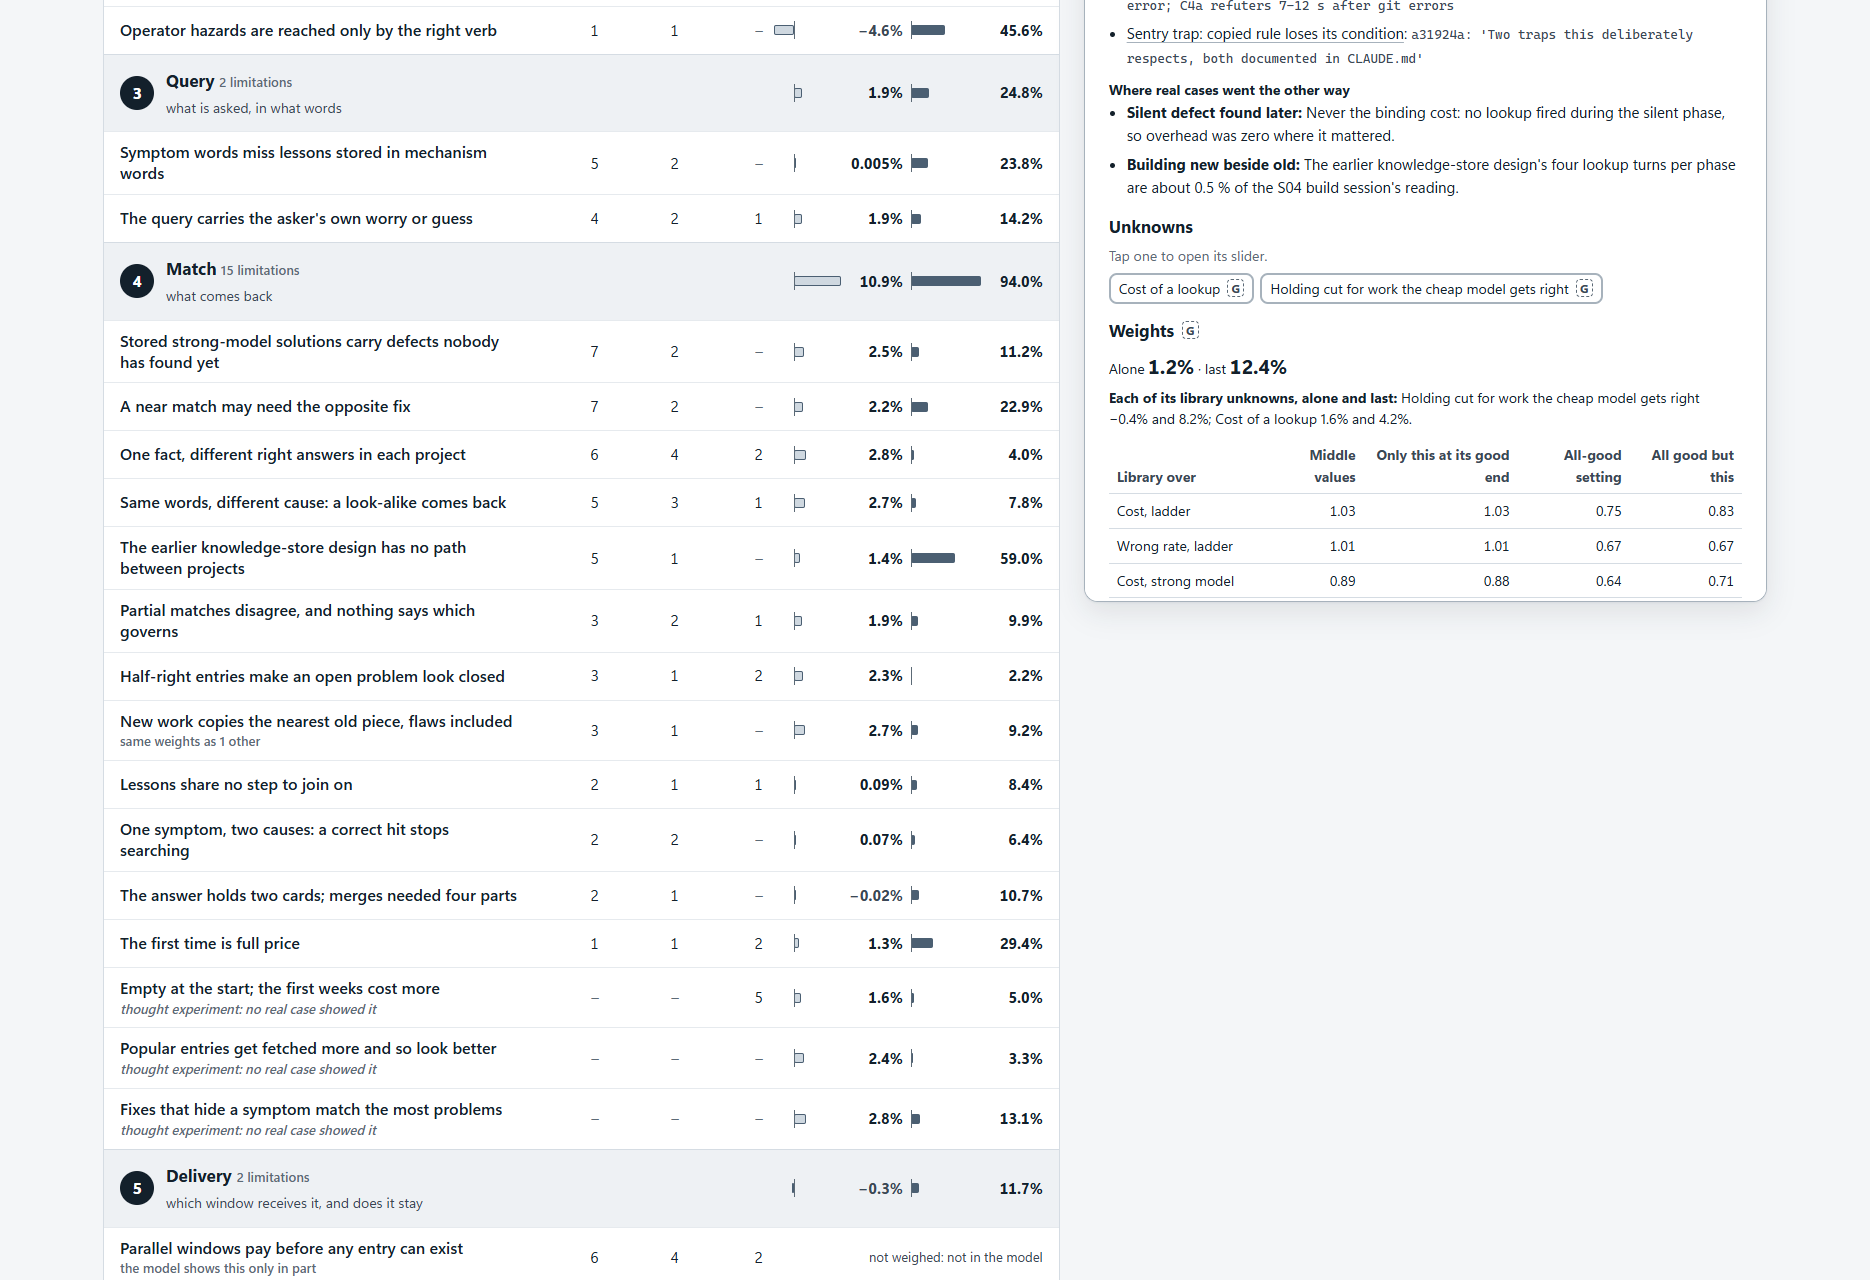 Operator hazards are reached only by the right verb 1 1 – −4.6% 45.6%
3 Query 2 limitations 1.9% 24.8%
what is asked, in what words
Symptom words miss lessons stored in mechanism
words 5 2 – 0.005% 23.8%
The query carries the asker's own worry or guess 4 2 1 1.9% 14.2%
4 Match 15 limitations 10.9% 94.0%
what comes back
Stored strong-model solutions carry defects nobody
has found yet 7 2 – 2.5% 11.2%
A near match may need the opposite fix 7 2 – 2.2% 22.9%
One fact, different right answers in each project 6 4 2 2.8% 4.0%
Same words, different cause: a look-alike comes back 5 3 1 2.7% 7.8%
The earlier knowledge-store design has no path
between projects 5 1 – 1.4% 59.0%
Partial matches disagree, and nothing says which
governs 3 2 1 1.9% 9.9%
Half-right entries make an open problem look closed 3 1 2 2.3% 2.2%
New work copies the nearest old piece, flaws included 3 1 – 2.7% 9.2%
same weights as 1 other
Lessons share no step to join on 2 1 1 0.09% 8.4%
One symptom, two causes: a correct hit stops
searching 2 2 – 0.07% 6.4%
The answer holds two cards; merges needed four parts 2 1 – −0.02% 10.7%
The first time is full price 1 1 2 1.3% 29.4%
Empty at the start; the first weeks cost more – – 5 1.6% 5.0%
thought experiment: no real case showed it
Popular entries get fetched more and so look better – – – 2.4% 3.3%
thought experiment: no real case showed it
Fixes that hide a symptom match the most problems – – – 2.8% 13.1%
thought experiment: no real case showed it
5 Delivery 2 limitations −0.3% 11.7%
which window receives it, and does it stay
Parallel windows pay before any entry can exist 6 4 2 not weighed: not in the model
the model shows this only in part
error; C4a refuters 7–12 s after git errors
• Sentry trap: copied rule loses its condition: a31924a: 'Two traps this deliberately
respects, both documented in CLAUDE.md'
Where real cases went the other way
• Silent defect found later: Never the binding cost: no lookup fired during the silent phase,
so overhead was zero where it mattered.
• Building new beside old: The earlier knowledge-store design's four lookup turns per phase
are about 0.5 % of the S04 build session's reading.
Unknowns
Tap one to open its slider.
Cost of a lookup G Holding cut for work the cheap model gets right G
Weights G
Alone 1.2% · last 12.4%
Each of its library unknowns, alone and last: Holding cut for work the cheap model gets right
−0.4% and 8.2%; Cost of a lookup 1.6% and 4.2%.
Middle Only this at its good All-good All good but
Library over values end setting this
Cost, ladder 1.03 1.03 0.75 0.83
Wrong rate, ladder 1.01 1.01 0.67 0.67
Cost, strong model 0.89 0.88 0.64 0.71